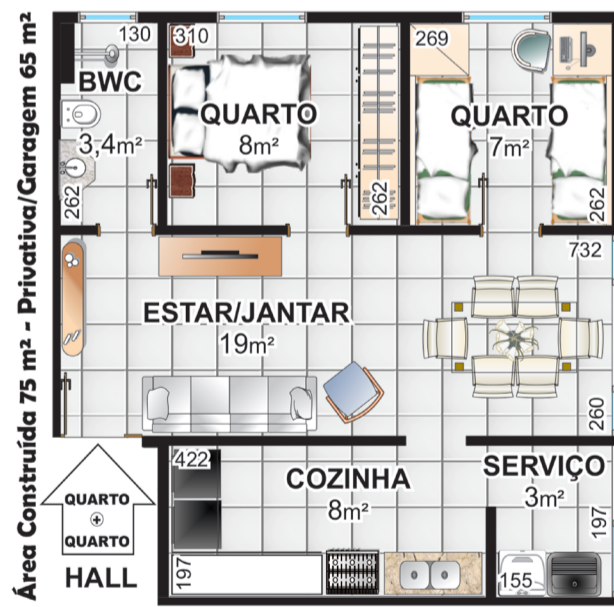 Área Construída 75 m² - Privativa/Garagem 65 m²
130
BWC
3,4m²
262
310
QUARTO
8m²
262
269
QUARTO
7m²
262
732
ESTAR/JANTAR
19m²
260
422
COZINHA
8m²
197
SERVIÇO
3m²
197
155
QUARTO
+
QUARTO
HALL